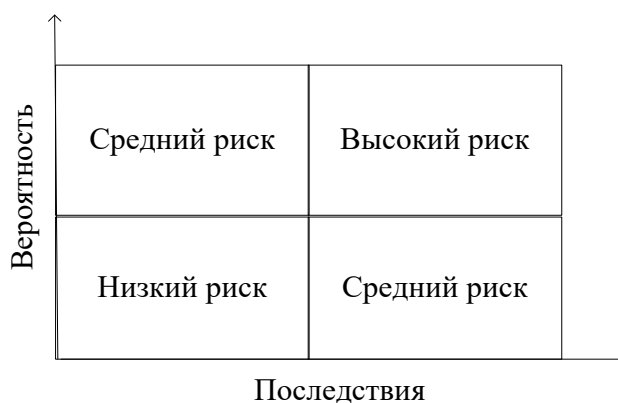 Вероятность
Средний риск
Высокий риск
Низкий риск
Средний риск
Последствия